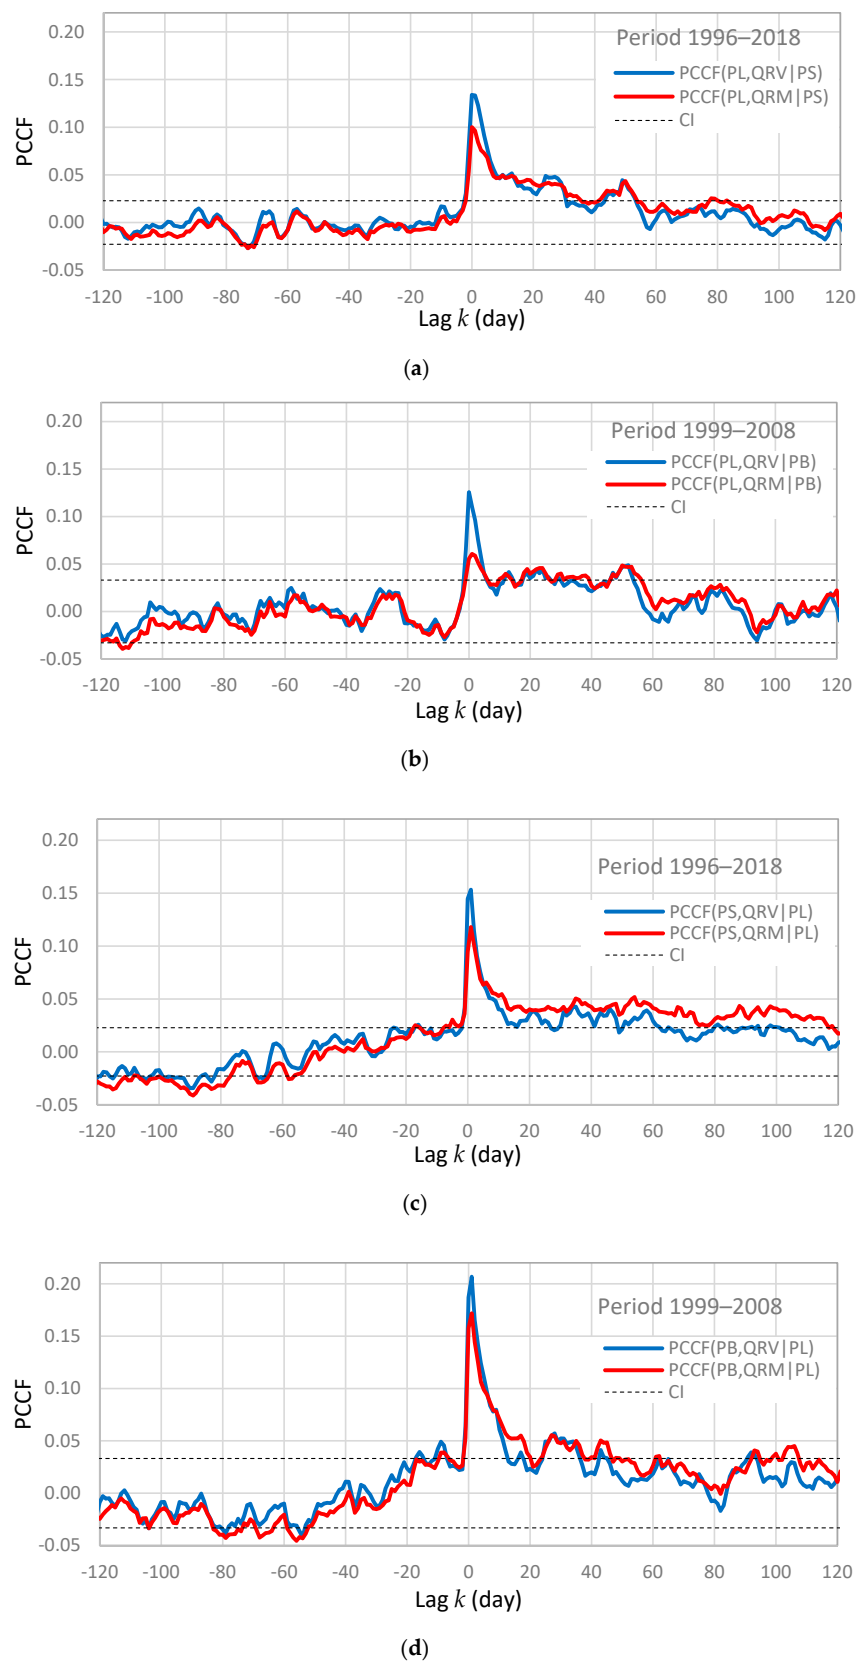 0.20
Period 1996–2018
PCCF(PL,QRV|PS)
0.15
PCCF(PL,QRM|PS)
CI
0.10
PCCF
0.05
0.00
-0.05
-120 -100 -80 -60 -40 -20 0 20 40 60 80 100 120
Lag k (day)
(a)
0.20
Period 1999–2008
PCCF(PL,QRV|PB)
0.15
PCCF(PL,QRM|PB)
CI
0.10
PCCF
0.05
0.00
-0.05
-120 -100 -80 -60 -40 -20 0 20 40 60 80 100 120
Lag k (day)
(b)
0.20
Period 1996–2018
0.15
PCCF(PS,QRV|PL)
PCCF(PS,QRM|PL)
CI
0.10
PCCF
0.05
0.00
-0.05
-120 -100 -80 -60 -40 -20 0 20 40 60 80 100 120
Lag k (day)
(c)
0.20
Period 1999–2008
0.15
PCCF(PB,QRV|PL)
PCCF(PB,QRM|PL)
CI
0.10
PCCF
0.05
0.00
-0.05
-120 -100 -80 -60 -40 -20 0 20 40 60 80 100 120
Lag k (day)
(d)